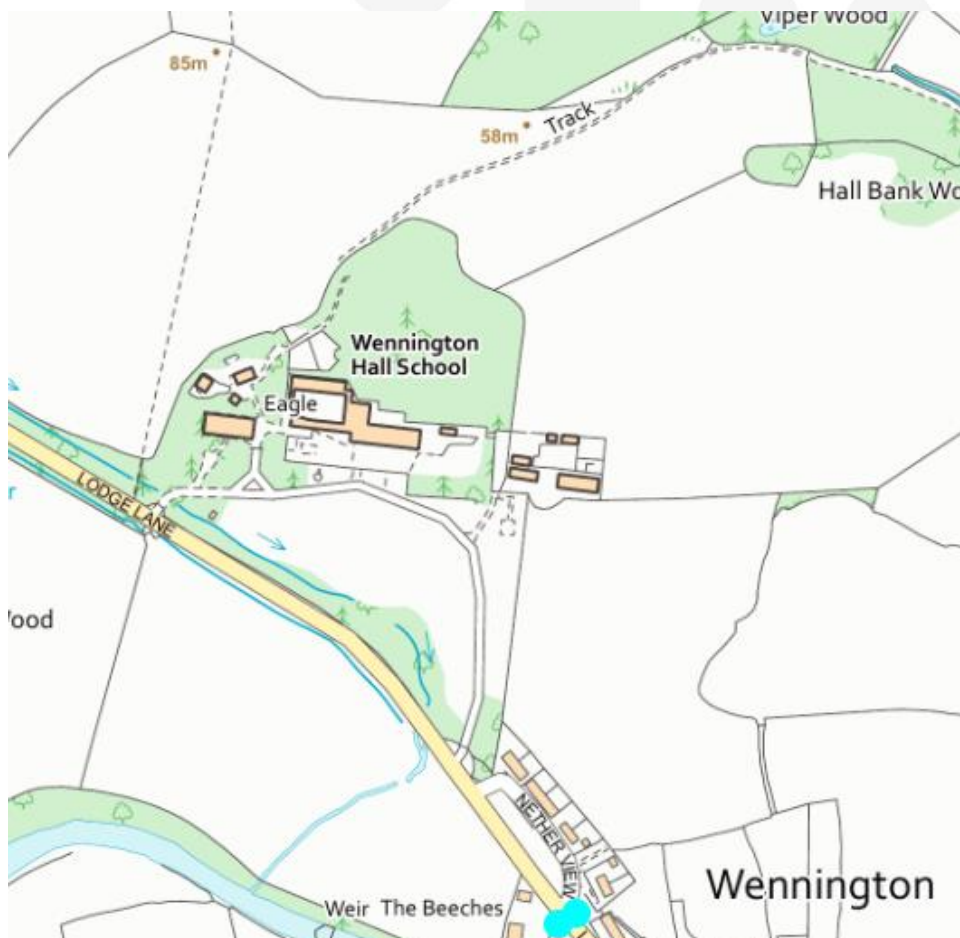 Viper Wood
85m
58m
Track
Hall Bank Wo
Wennington
Hall School
Eagle
LODGE LANE
r
ood
NETHER VIEW
Wennington
Weir
The Beeches